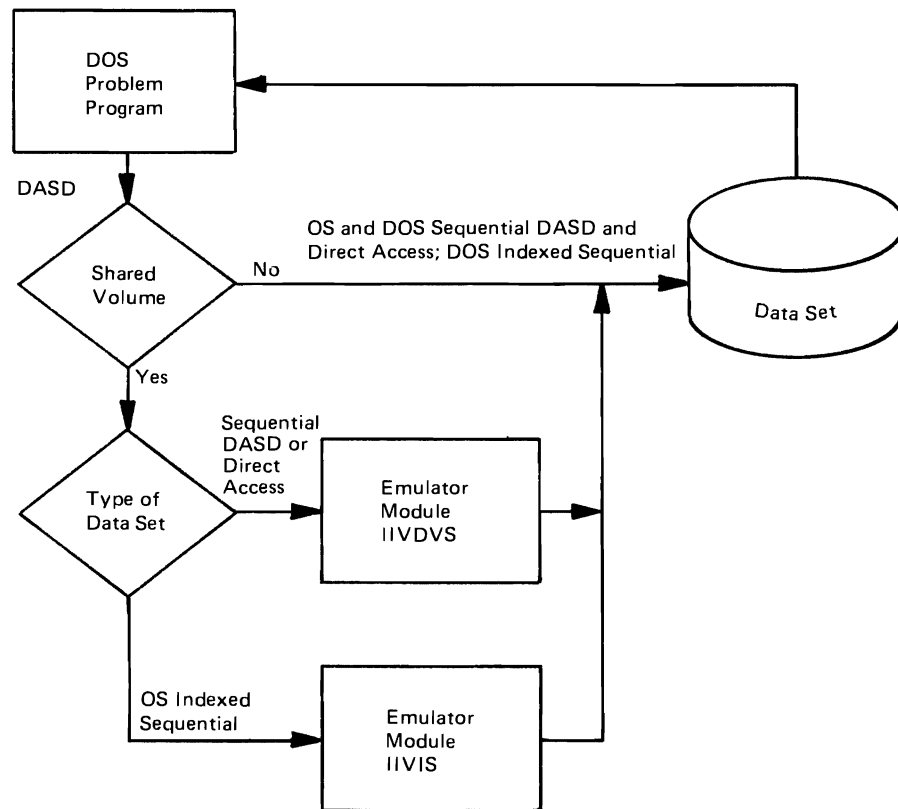 DOS
Problem
Program
DASD
OS and DOS Sequential DASD and
Direct Access; DOS Indexed Sequential
Shared
Volume
No
Data Set
Yes
Sequential
DASD or
Direct
Access
Type of
Data Set
Emulator
Module
IIVDVS
OS Indexed
Sequential
Emulator
Module
IIVIS